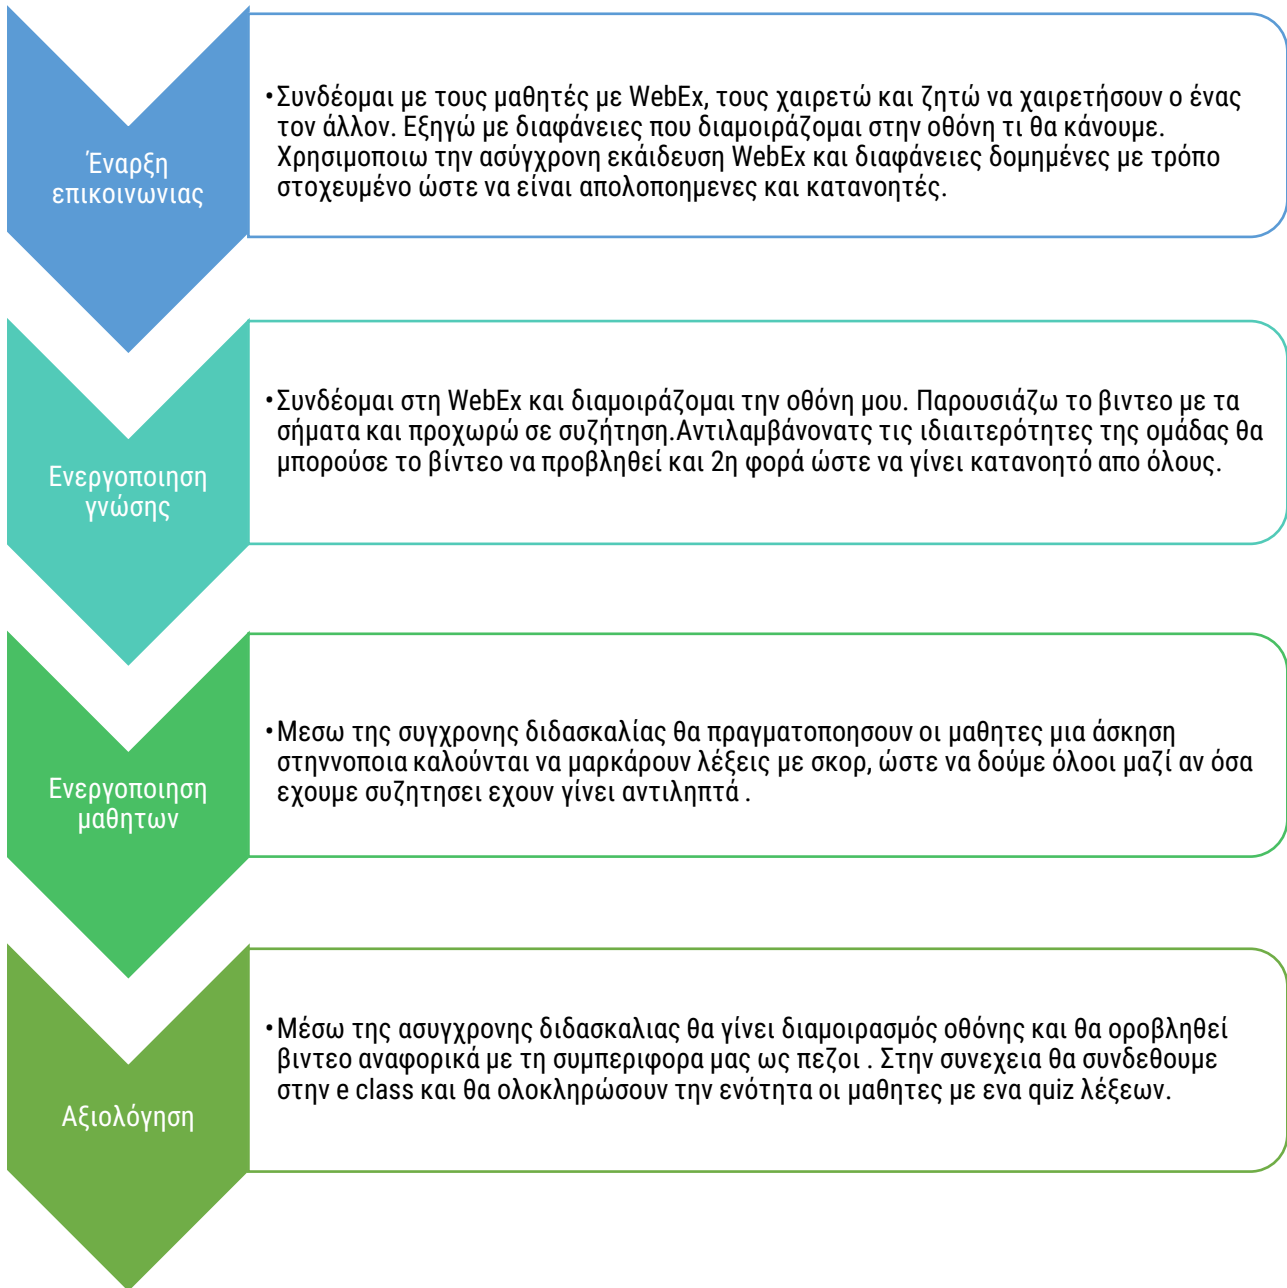 Έναρξη
επικοινωνιας
•Συνδέομαι με τους μαθητές με WebEx, τους χαιρετώ και ζητώ να χαιρετήσουν ο ένας
τον άλλον. Εξηγώ με διαφάνειες που διαμοιράζομαι στην οθόνη τι θα κάνουμε.
Χρησιμοποιω την ασύγχρονη εκάιδευση WebEx και διαφάνειες δομημένες με τρόπο
στοχευμένο ώστε να είναι απολοποημενες και κατανοητές.
Ενεργοποιηση
γνώσης
•Συνδέομαι στη WebEx και διαμοιράζομαι την οθόνη μου. Παρουσιάζω το βιντεο με τα
σήματα και προχωρώ σε συζήτηση.Αντιλαμβάνονατς τις ιδιαιτερότητες της ομάδας θα
μπορούσε το βίντεο να προβληθεί και 2η φορά ώστε να γίνει κατανοητό απο όλους.
Ενεργοποιηση
μαθητων
•Μεσω της συγχρονης διδασκαλίας θα πραγματοποησουν οι μαθητες μια άσκηση
στηννοποια καλούνται να μαρκάρουν λέξεις με σκορ, ώστε να δούμε όλοοι μαζί αν όσα
εχουμε συζητησει εχουν γίνει αντιληπτά .
Αξιολόγηση
•Μέσω της ασυγχρονης διδασκαλιας θα γίνει διαμοιρασμός οθόνης και θα οροβληθεί
βιντεο αναφορικά με τη συμπεριφορα μας ως πεζοι . Στην συνεχεια θα συνδεθουμε
στην e class και θα ολοκληρώσουν την ενότητα οι μαθητες με ενα quiz λέξεων.